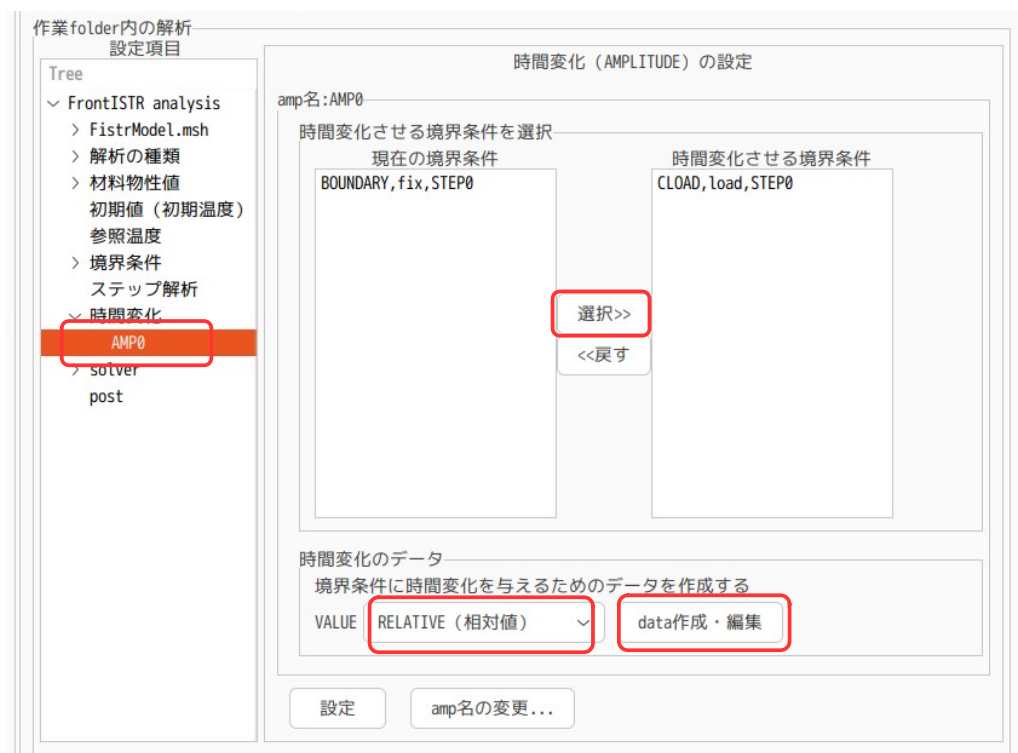 作業folder内の解析
設定項目
Tree
FrontISTR analysis
FistrModel.msh
解析の種類
材料物性値
初期値（初期温度）
参照温度
境界条件
ステップ解析
時間変化
AMP0
solver
post
時間変化（AMPLITUDE）の設定
amp名:AMP0
時間変化させる境界条件を選択
現在の境界条件
BOUNDARY,fix,STEP0
選択>>
<<戻す
時間変化させる境界条件
CLOAD,load,STEP0
時間変化のデータ
境界条件に時間変化を与えるためのデータを作成する
VALUE RELATIVE（相対値） data作成・編集
設定 amp名の変更...